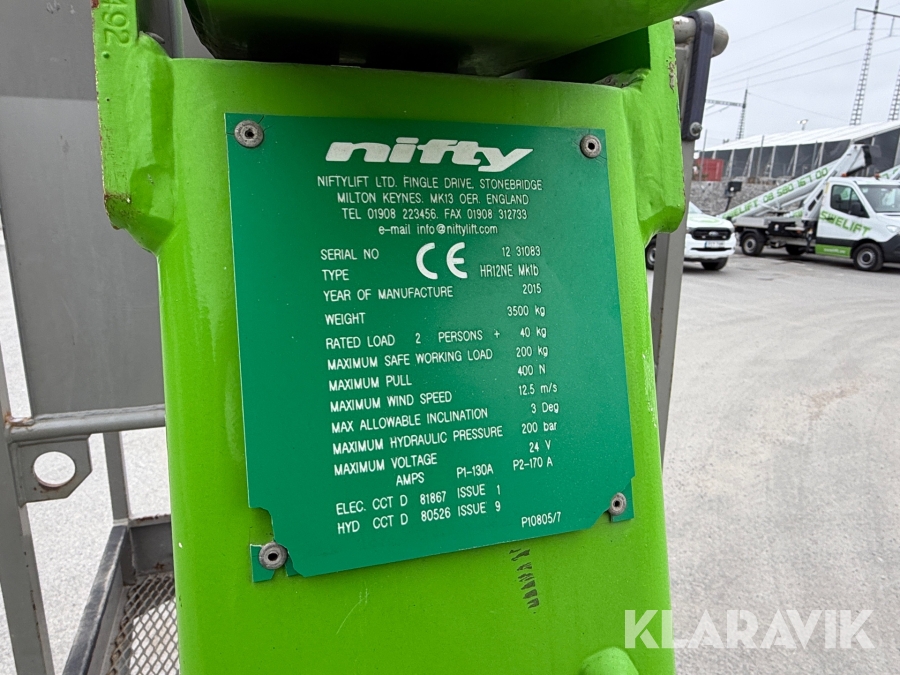 492.
nifty
NIFTYLIFT LTD. FINGLE DRIVE, STONEBRIDGE
MILTON KEYNES. MK13 OER. ENGLAND
TEL 01908 223456. FAX 01908 312733
e-mail info@niftylift.com
SERIAL NO CE 12 31083
TYPE HR12NE Mk1b
YEAR OF MANUFACTURE 2015
WEIGHT 3500 kg
RATED LOAD 2 PERSONS + 40 kg
MAXIMUM SAFE WORKING LOAD 200 kg
MAXIMUM PULL 400 N
MAXIMUM WIND SPEED 12.5 m/s
MAX ALLOWABLE INCLINATION 3 Deg
MAXIMUM HYDRAULIC PRESSURE 200 bar
MAXIMUM VOLTAGE 24 V
AMPS P1-130A P2-170 A
ELEC. CCT D 81867 ISSUE 1
HYD CCT D 80526 ISSUE 9
P10805/7
KLARAVIK